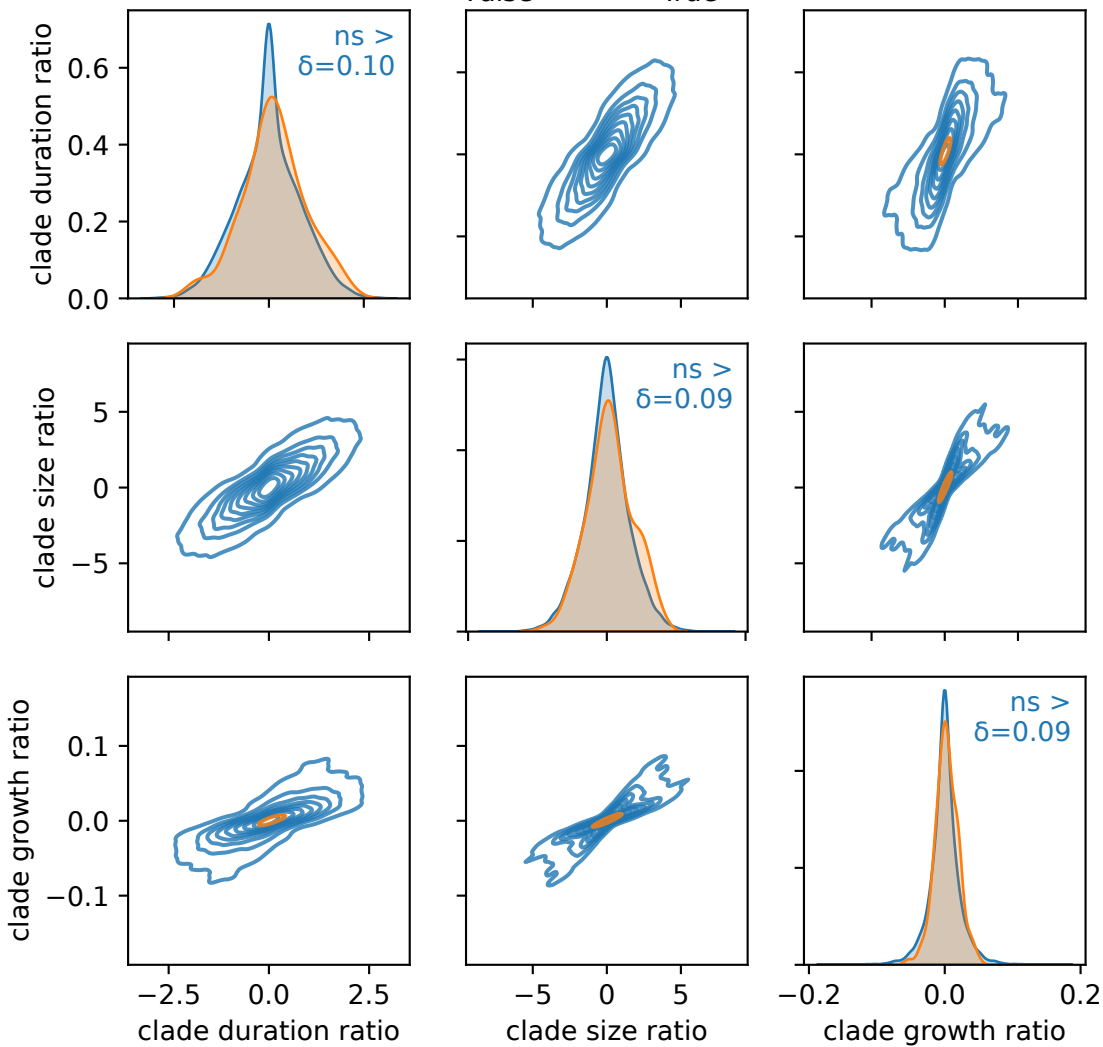 clade duration ratio
0.6
0.4
0.2
0.0
ns >
δ=0.10
clade size ratio
5
0
−5
ns >
δ=0.09
clade growth ratio
0.1
0.0
−0.1
ns >
δ=0.09
−2.5 0.0 2.5
−5 0 5
−0.2 0.0 0.2
clade duration ratio
clade size ratio
clade growth ratio